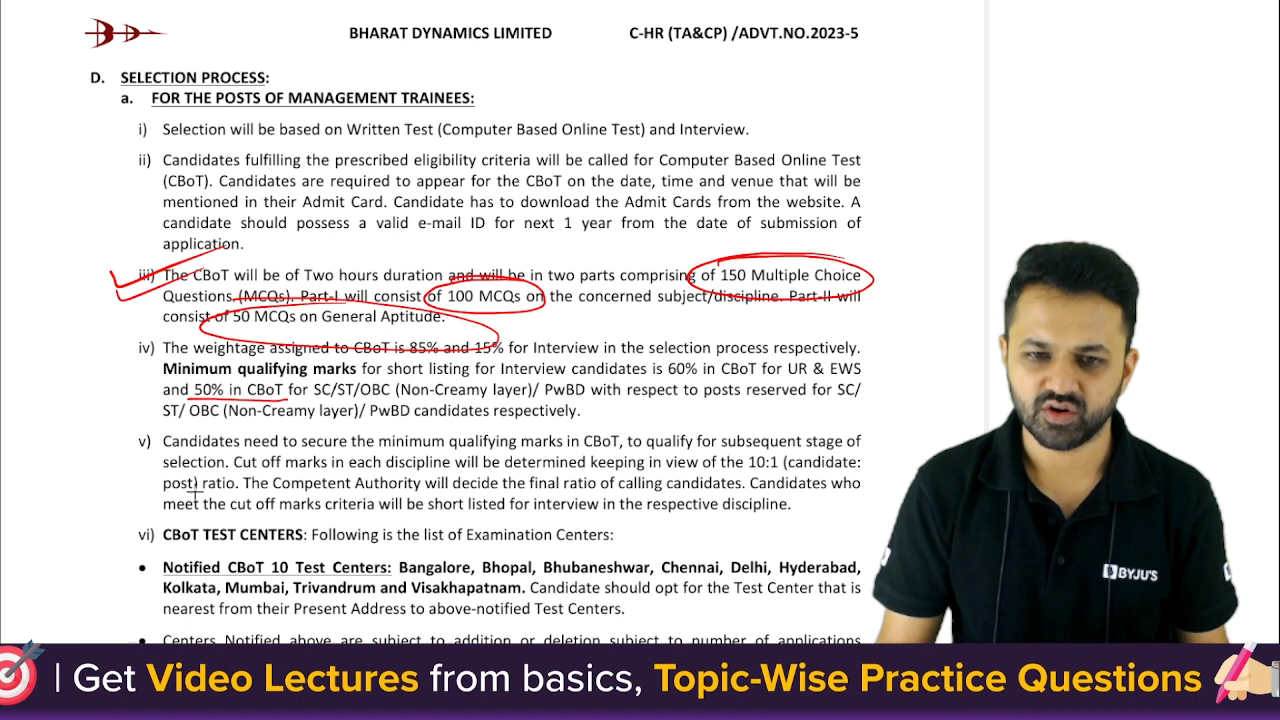 BHARAT DYNAMICS LIMITED C-HR (TA&CP) /ADVT.NO.2023-5
D. SELECTION PROCESS:
a. FOR THE POSTS OF MANAGEMENT TRAINEES:
i) Selection will be based on Written Test (Computer Based Online Test) and Interview.
ii) Candidates fulfilling the prescribed eligibility criteria will be called for Computer Based Online Test
(CBoT). Candidates are required to appear for the CBoT on the date, time and venue that will be
mentioned in their Admit Card. Candidate has to download the Admit Cards from the website. A
candidate should possess a valid e-mail ID for next 1 year from the date of submission of
application.
iii) The CBoT will be of Two hours duration and will be in two parts comprising of 150 Multiple Choice
Questions (MCQs). Part-I will consist of 100 MCQs on the concerned subject/discipline. Part-II will
consist of 50 MCQs on General Aptitude.
iv) The weightage assigned to CBoT is 85% and 15% for Interview in the selection process respectively.
Minimum qualifying marks for short listing for Interview candidates is 60% in CBoT for UR & EWS
and 50% in CBoT for SC/ST/OBC (Non-Creamy layer)/ PwBD with respect to posts reserved for SC/
ST/ OBC (Non-Creamy layer)/ PwBD candidates respectively.
v) Candidates need to secure the minimum qualifying marks in CBoT, to qualify for subsequent stage of
selection. Cut off marks in each discipline will be determined keeping in view of the 10:1 (candidate:
post) ratio. The Competent Authority will decide the final ratio of calling candidates. Candidates who
meet the cut off marks criteria will be short listed for interview in the respective discipline.
vi) CBoT TEST CENTERS: Following is the list of Examination Centers:
• Notified CBoT 10 Test Centers: Bangalore, Bhopal, Bhubaneshwar, Chennai, Delhi, Hyderabad,
Kolkata, Mumbai, Trivandrum and Visakhapatnam. Candidate should opt for the Test Center that is
nearest from their Present Address to above-notified Test Centers.
• Centers Notified above are subject to addition or deletion subject to number of applications
BYJU'S
| Get Video Lectures from basics, Topic-Wise Practice Questions